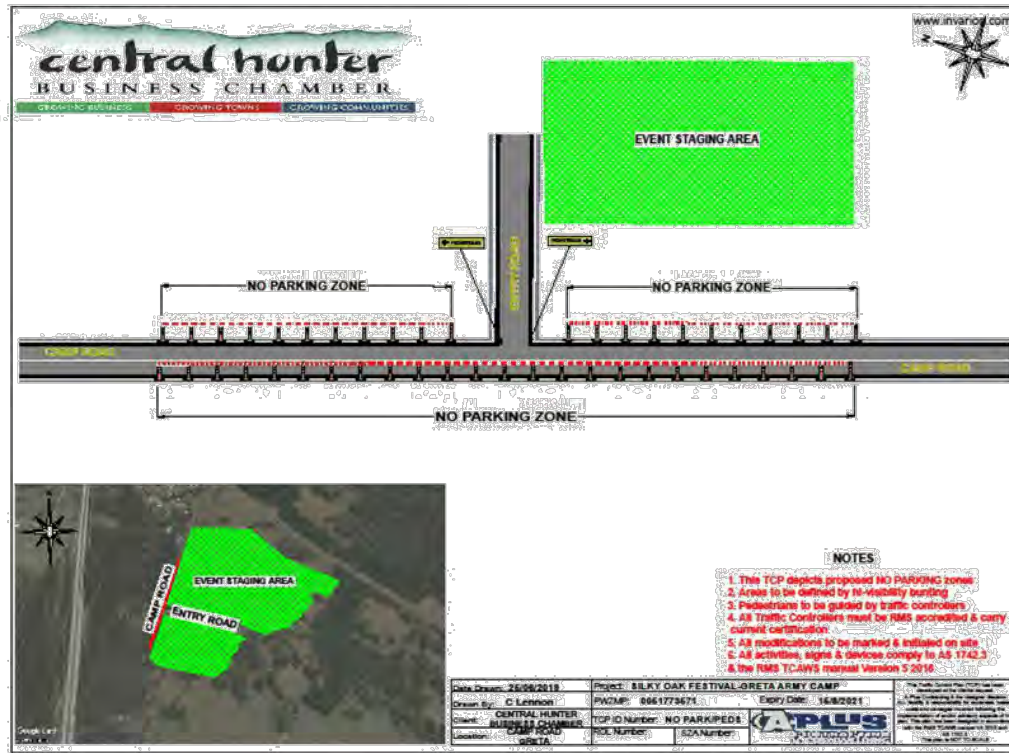 central hunter
BUSINESS CHAMBER
GROWING BUSINESS GROWING TOWNS GROWING COMMUNITIES
N
EVENT STAGING AREA
PEDESTRIANS
PEDESTRIANS
ENTRY ROAD
NO PARKING ZONE
NO PARKING ZONE
CAMP ROAD
CAMP ROAD
NO PARKING ZONE
EVENT STAGING AREA
CAMP ROAD
ENTRY ROAD
NOTES
1. This TCP depicts proposed NO PARKING zones
2. Areas to be defined by hi-visibility bunting
3. Pedestrians to be guided by traffic controllers
4. All Traffic Controllers must be RMS accredited & carry
current certification
5. All modifications to be marked & initialed on site
6. All activities, signs & devices comply to AS 1742.3
& the RMS TCAWS manual Version 5 2018
Date Drawn: 25/06/2019
Project: SILKY OAK FESTIVAL-GRETA ARMY CAMP
Drawn By: C Lennon
PWZMP: 0051773571
Expiry Date: 16/8/2021
Client: CENTRAL HUNTER
BUSINESS CHAMBER
TCP ID Number: NO PARK/PEDS
Location: CAMP ROAD
GRETA
ROL Number:
SZA Number:
APLUS